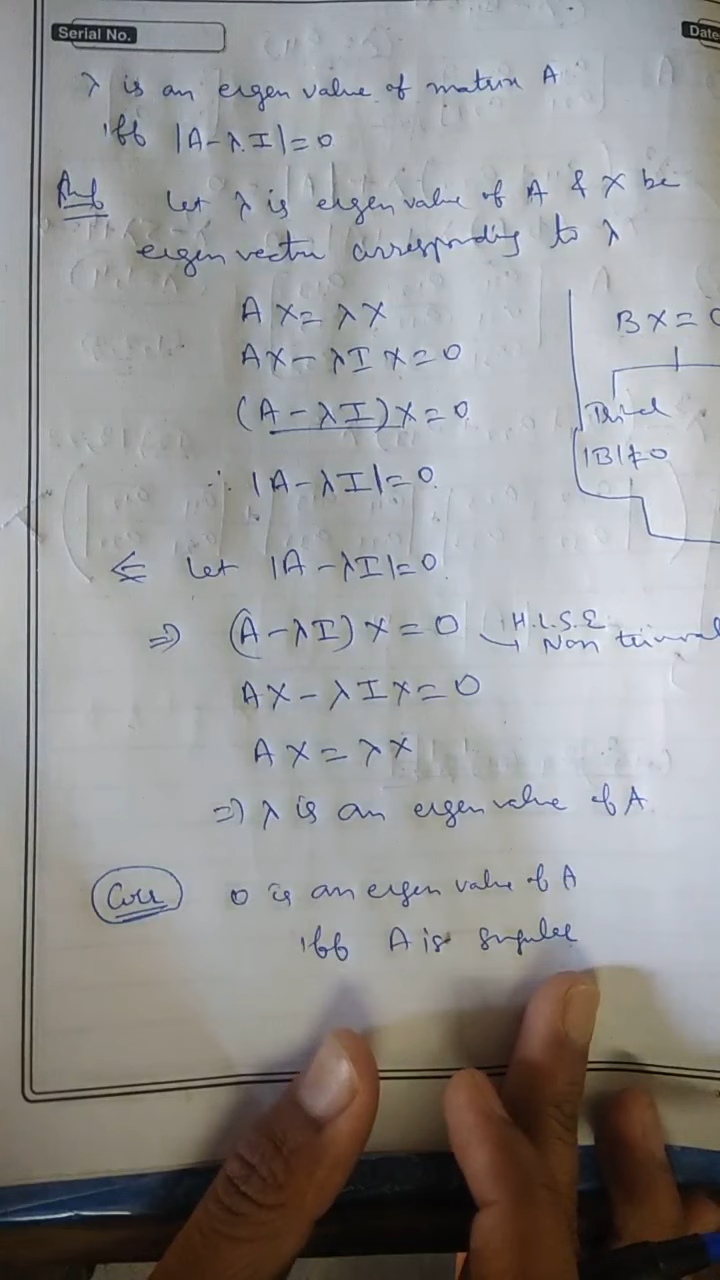 Serial No.
Date
λ is an eigen value of matrix A
iff |A-λI|=0
Let λ is eigen value of A & X be
eigen vector corresponding to λ
AX=λX
AX-λIX=0
(A-λI)X=0
∴ |A-λI|=0
BX=0
|B|≠0
⇐ Let |A-λI|=0
⇒ (A-λI)X=0 → H.L.S.E
Non trivial
AX-λIX=0
AX=λX
⇒ λ is an eigen value of A
Corr 0 is an eigen value of A
iff A is